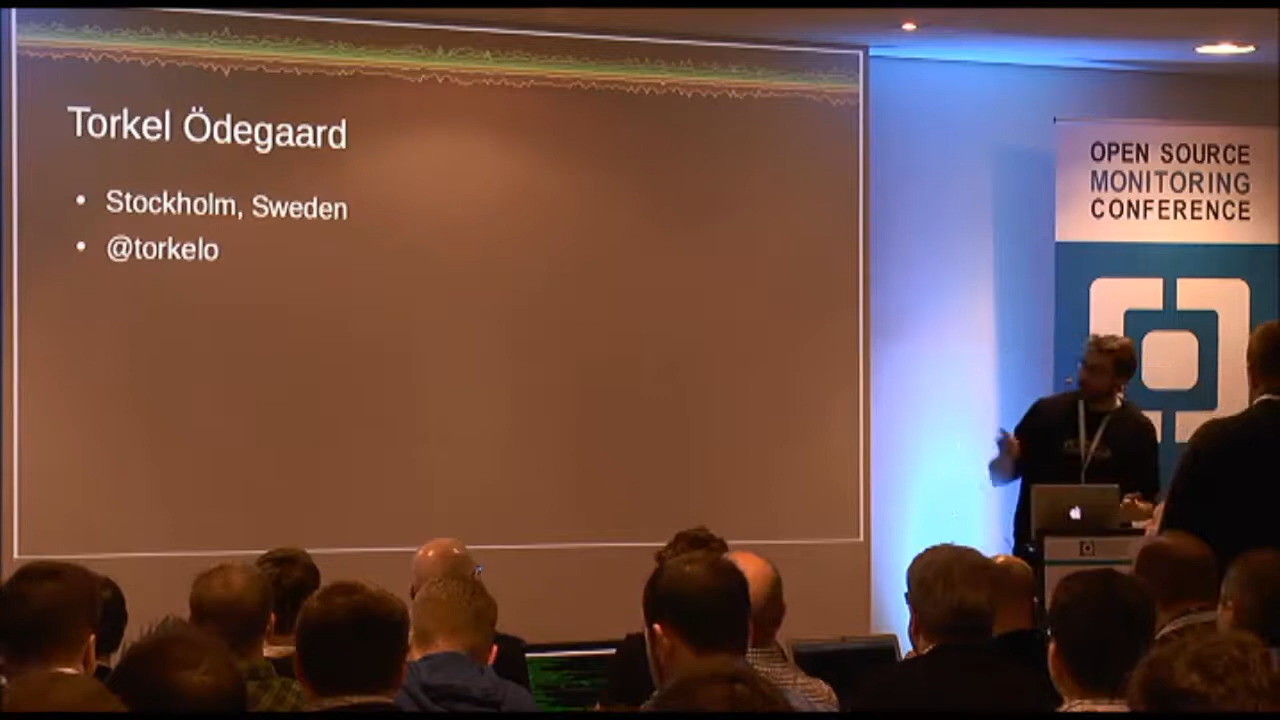 Torkel Ödegaard
• Stockholm, Sweden
• @torkelo
OPEN SOURCE
MONITORING
CONFERENCE